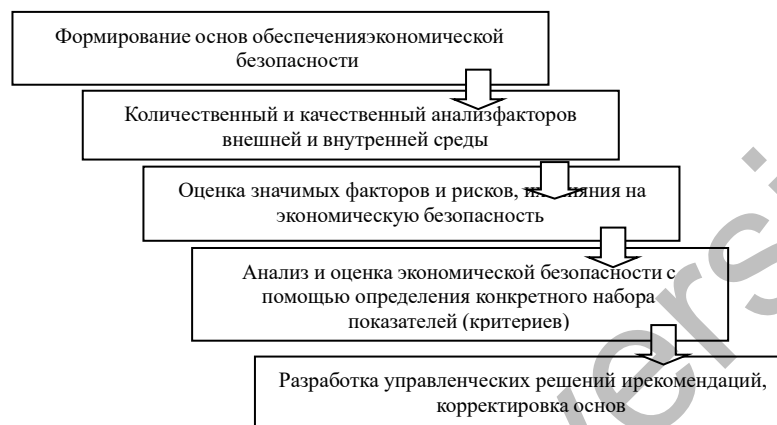 Формирование основ обеспеченияэкономической
безопасности
Количественный и качественный анализфакторов
внешней и внутренней среды
Оценка значимых факторов и рисков, на
экономическую безопасность
Анализ и оценка экономической безопасности с
помощью определения конкретного набора
показателей (критериев)
Разработка управленческих решений ирекомендаций,
корректировка основ